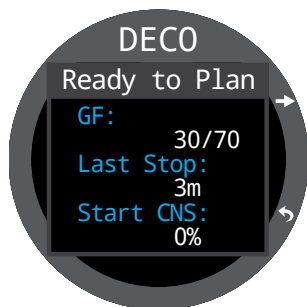 DECO
Ready to Plan
GF:
30/70
Last Stop:
3m
Start CNS:
0%